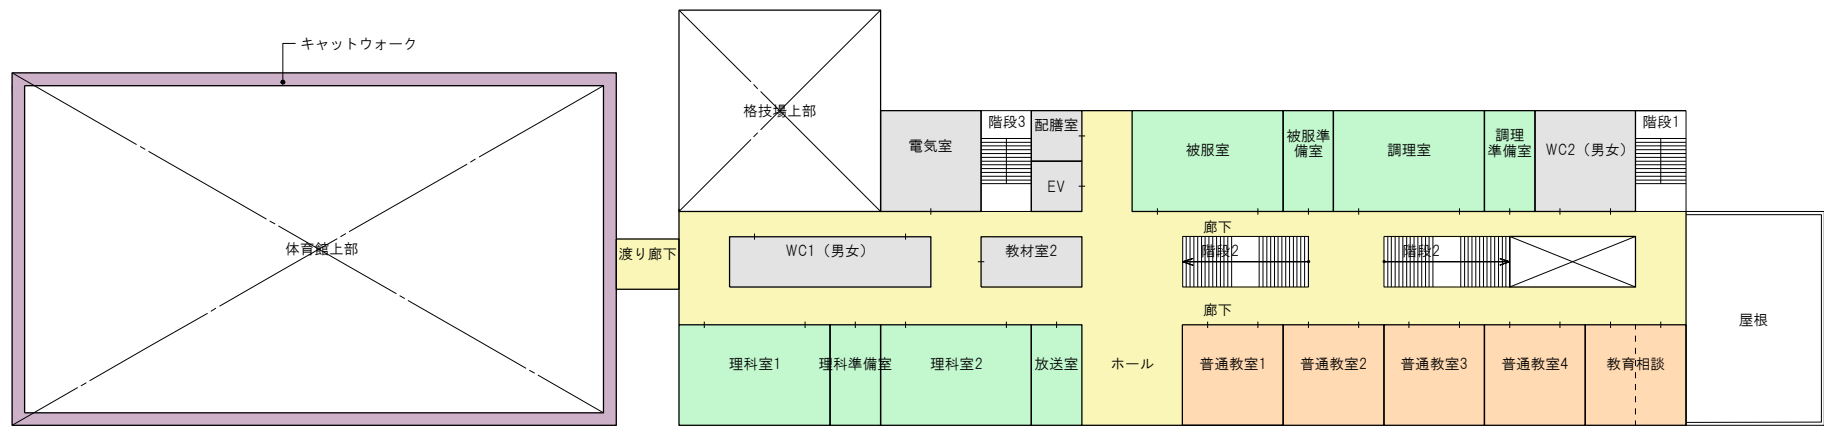 キャットウォーク
体育館上部
渡り廊下
格技場上部
電気室
階段3
配膳室
EV
被服室
被服準
備室
調理室
調理
準備室
WC2（男女）
階段1
廊下
WC1（男女）
教材室2
階段2
階段2
廊下
屋根
理科室1
理科準備室
理科室2
放送室
ホール
普通教室1
普通教室2
普通教室3
普通教室4
教育相談